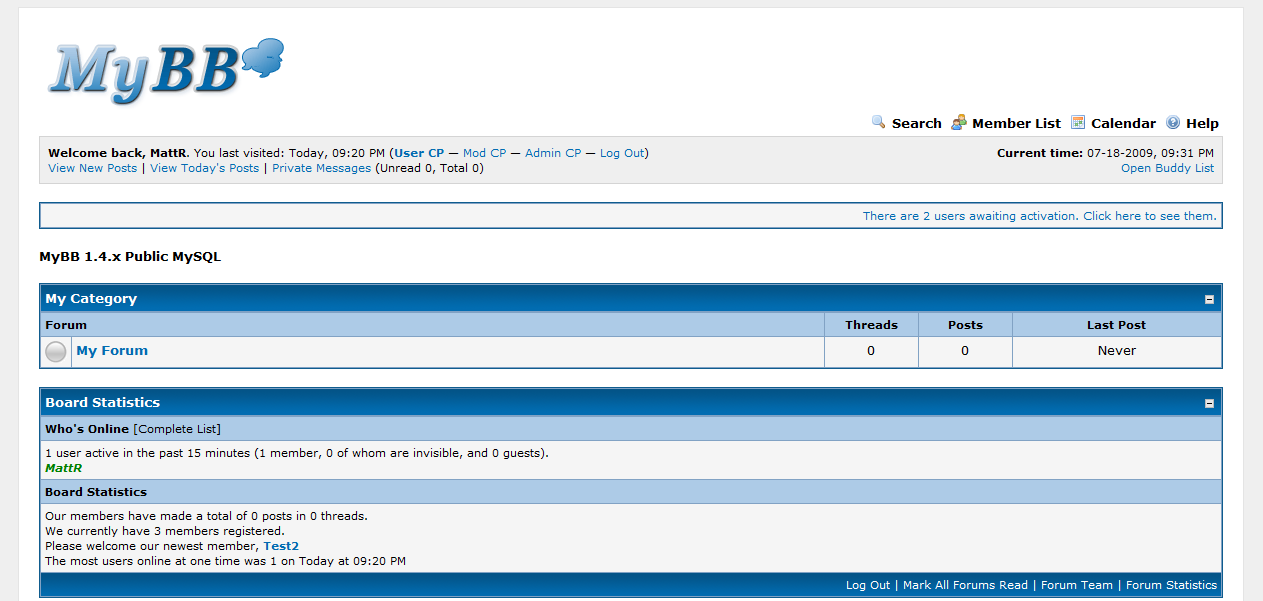 MyBB
Search Member List Calendar Help
Welcome back, MattR. You last visited: Today, 09:20 PM (User CP — Mod CP — Admin CP — Log Out)
Current time: 07-18-2009, 09:31 PM
View New Posts | View Today's Posts | Private Messages (Unread 0, Total 0)
Open Buddy List
There are 2 users awaiting activation. Click here to see them.
MyBB 1.4.x Public MySQL
My Category
Forum Threads Posts Last Post
My Forum 0 0 Never
Board Statistics
Who's Online [Complete List]
1 user active in the past 15 minutes (1 member, 0 of whom are invisible, and 0 guests).
MattR
Board Statistics
Our members have made a total of 0 posts in 0 threads.
We currently have 3 members registered.
Please welcome our newest member, Test2
The most users online at one time was 1 on Today at 09:20 PM
Log Out | Mark All Forums Read | Forum Team | Forum Statistics